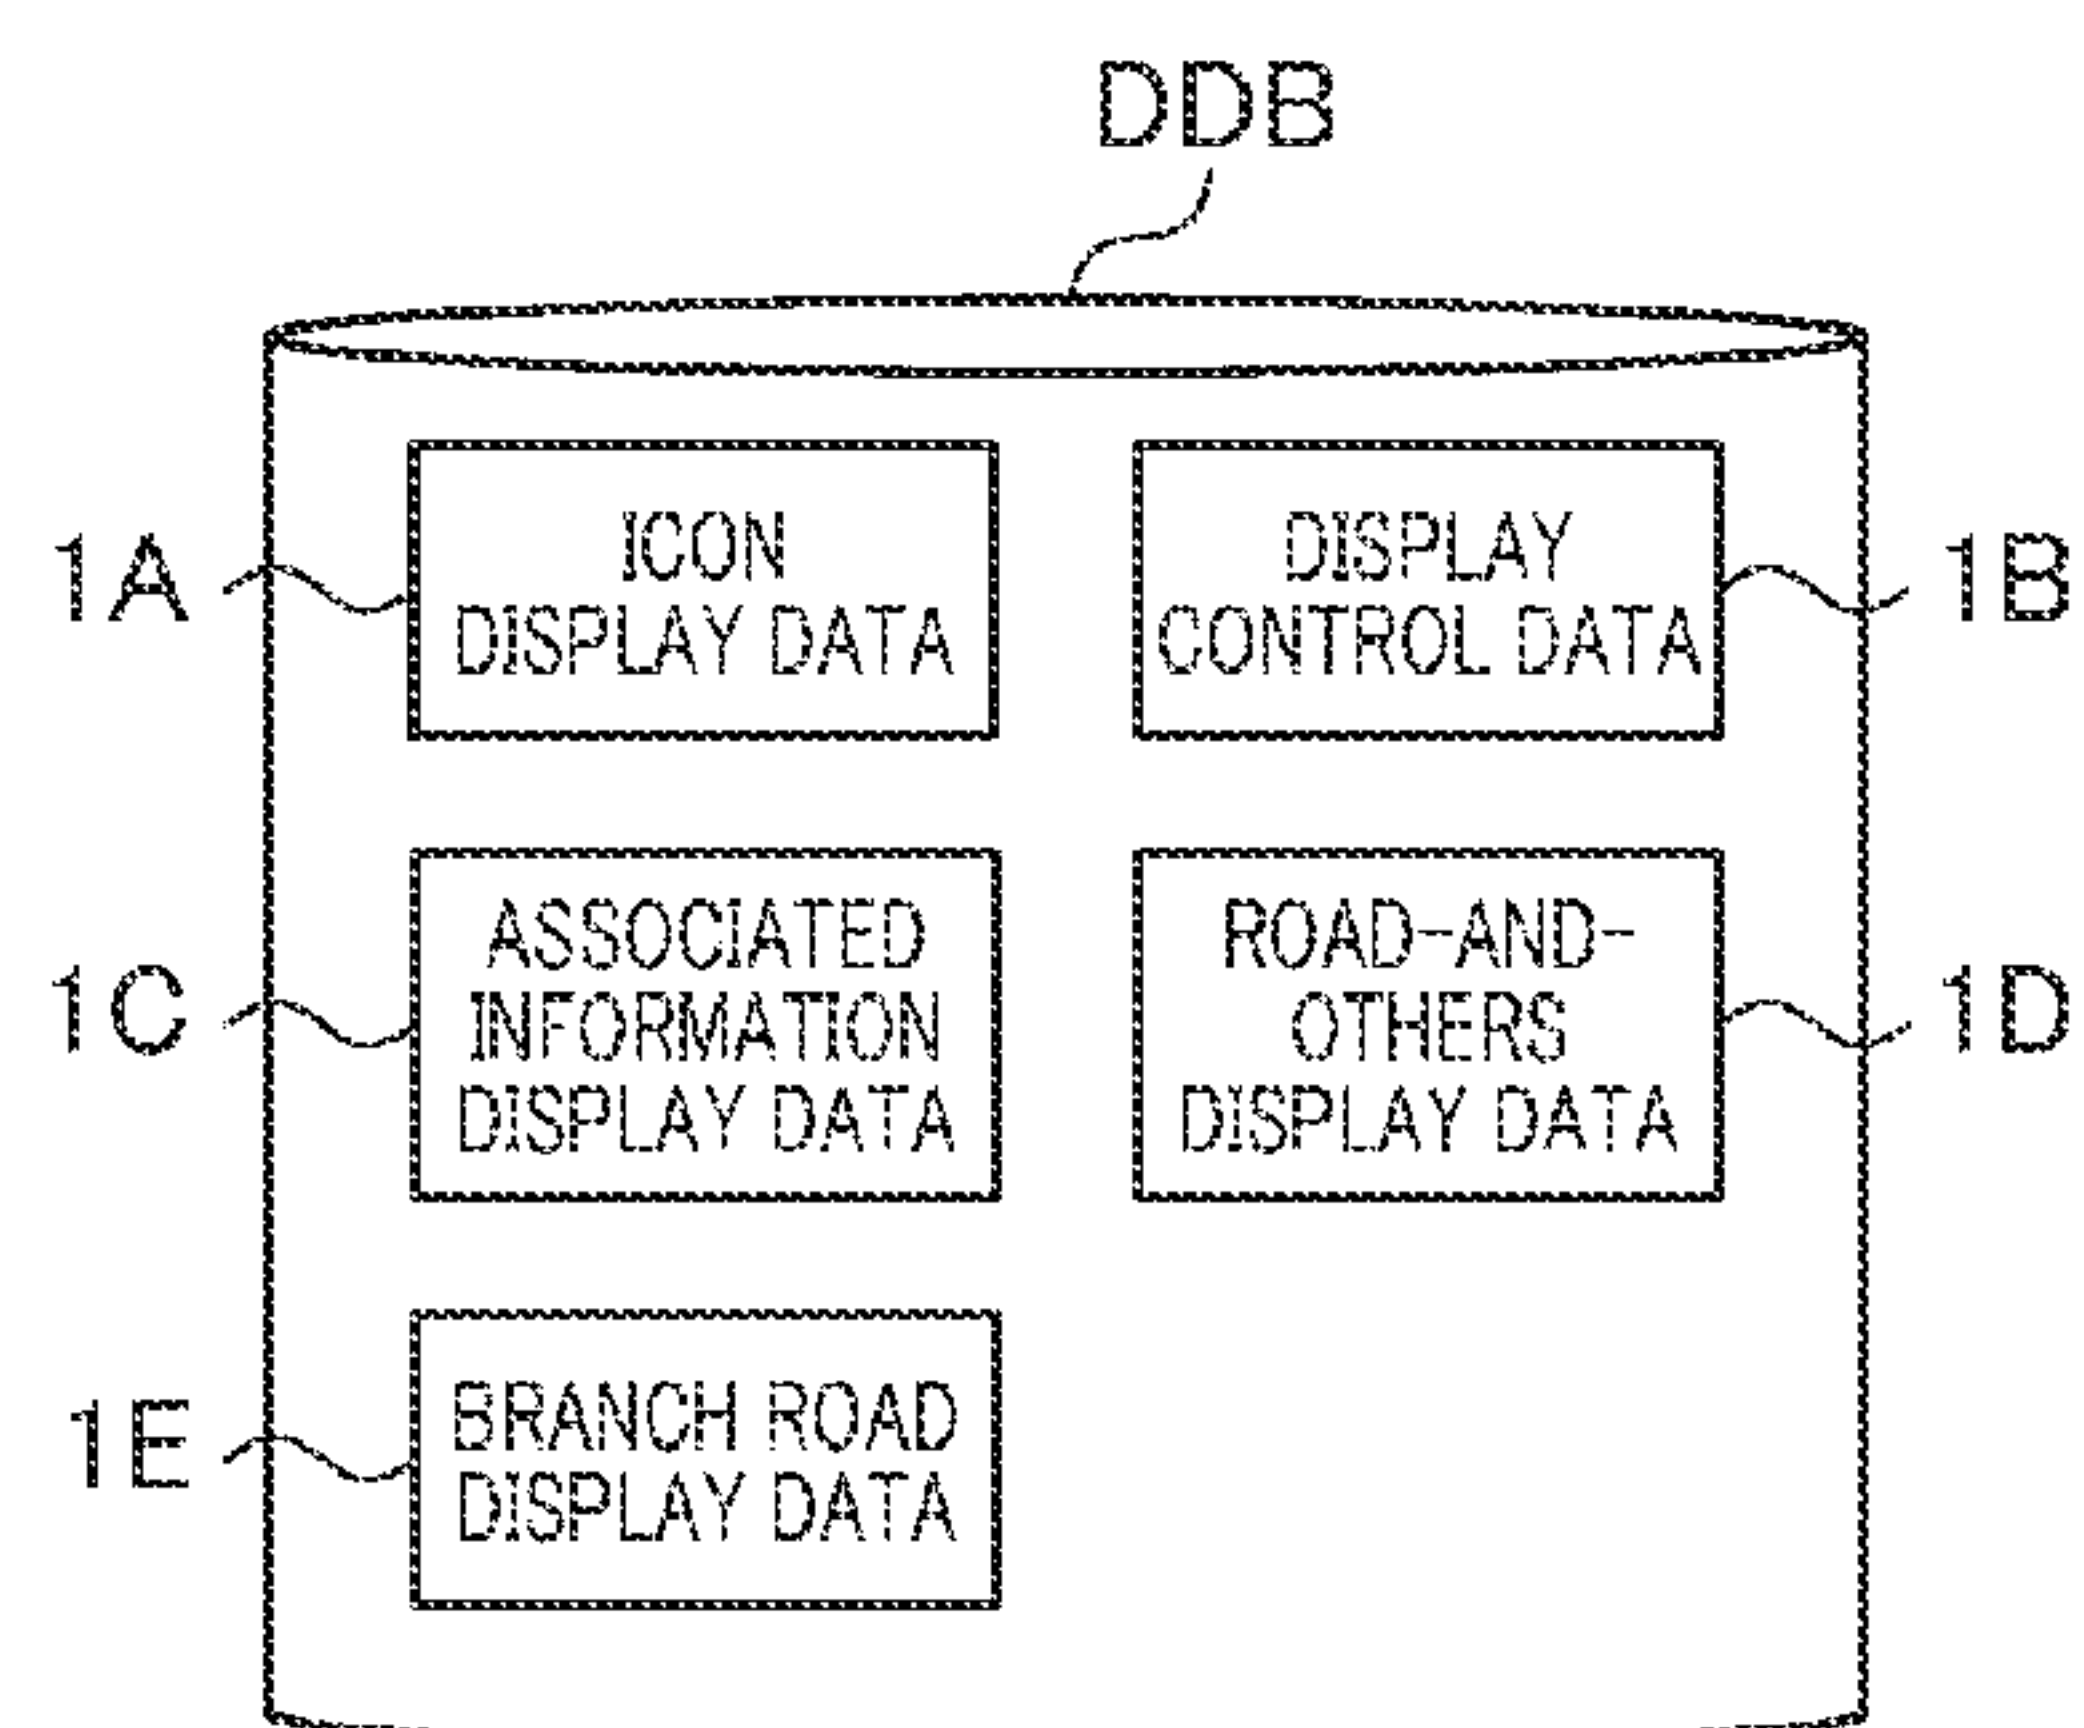 DDB
1A
ICON
DISPLAY DATA
DISPLAY
CONTROL DATA
1B
1C
ASSOCIATED
INFORMATION
DISPLAY DATA
ROAD-AND-
OTHERS
DISPLAY DATA
1D
1E
BRANCH ROAD
DISPLAY DATA